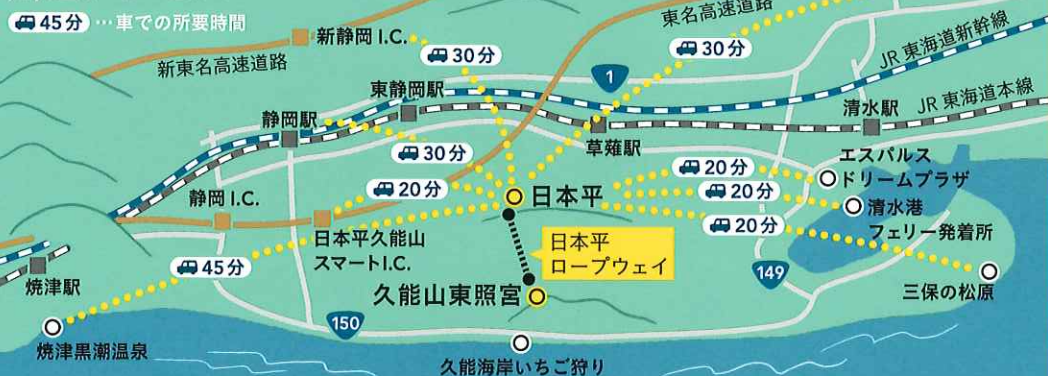 45分 …車での所要時間
新静岡I.C.
新東名高速道路
30分
東名高速道路
30分
1
JR東海道新幹線
東静岡駅
JR東海道本線
静岡駅
清水駅
草薙駅
30分
20分
エスパルス
ドリームプラザ
静岡I.C.
20分
日本平
20分
清水港
フェリー発着所
20分
日本平久能山
スマートI.C.
日本平
ロープウェイ
45分
149
焼津駅
久能山東照宮
三保の松原
150
焼津黒潮温泉
久能海岸いちご狩り